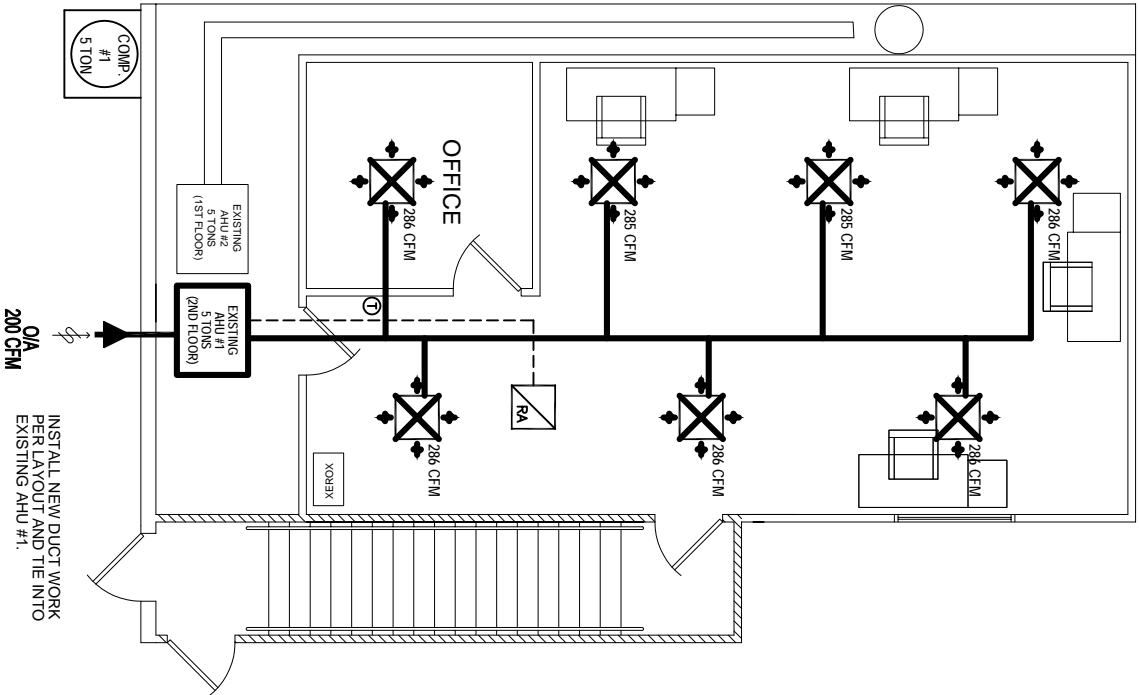 COMP.
#1
5 TON
OFFICE
286 CFM
285 CFM
285 CFM
286 CFM
EXISTING
AHU #2
5 TONS
(1ST FLOOR)
EXISTING
AHU #1
5 TONS
(2ND FLOOR)
T
RA
O/A
200 CFM
286 CFM
286 CFM
286 CFM
XEROX
INSTALL NEW DUCT WORK
PER LAYOUT AND TIE INTO
EXISTING AHU #1.